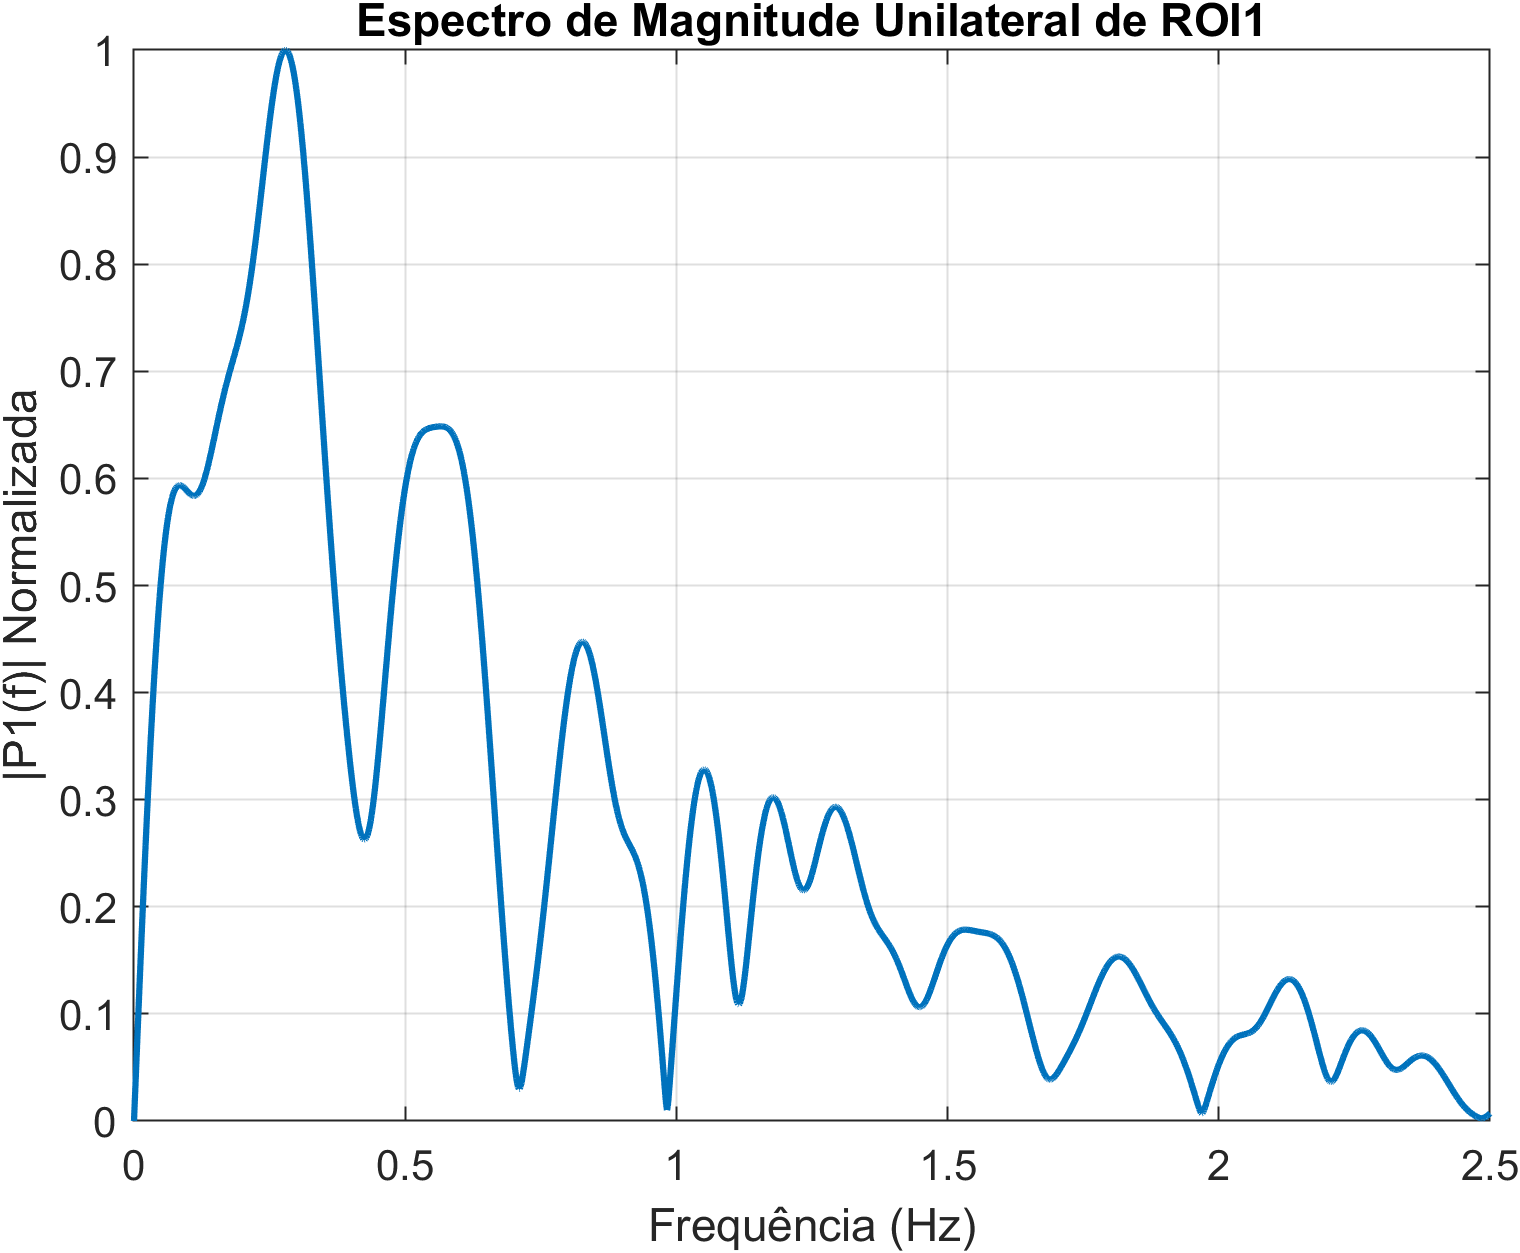 Espectro de Magnitude Unilateral de ROI1
|P1(f)| Normalizada
1
0.9
0.8
0.7
0.6
0.5
0.4
0.3
0.2
0.1
0
0 0.5 1 1.5 2 2.5
Frequência (Hz)